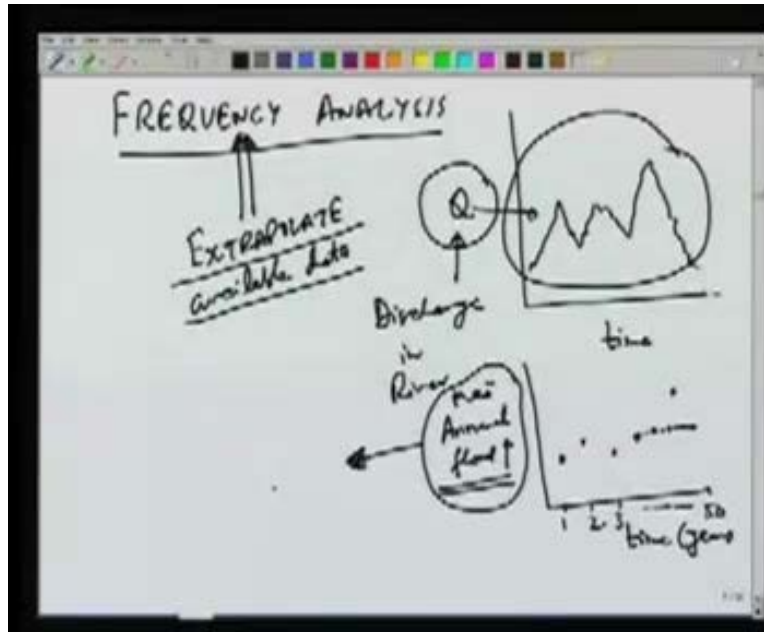 FREQUENCY ANALYSIS
EXTRAPOLATE
available data
Q
Discharge
in
River
time
max
Annual
flood
1 2 3 50
time (years